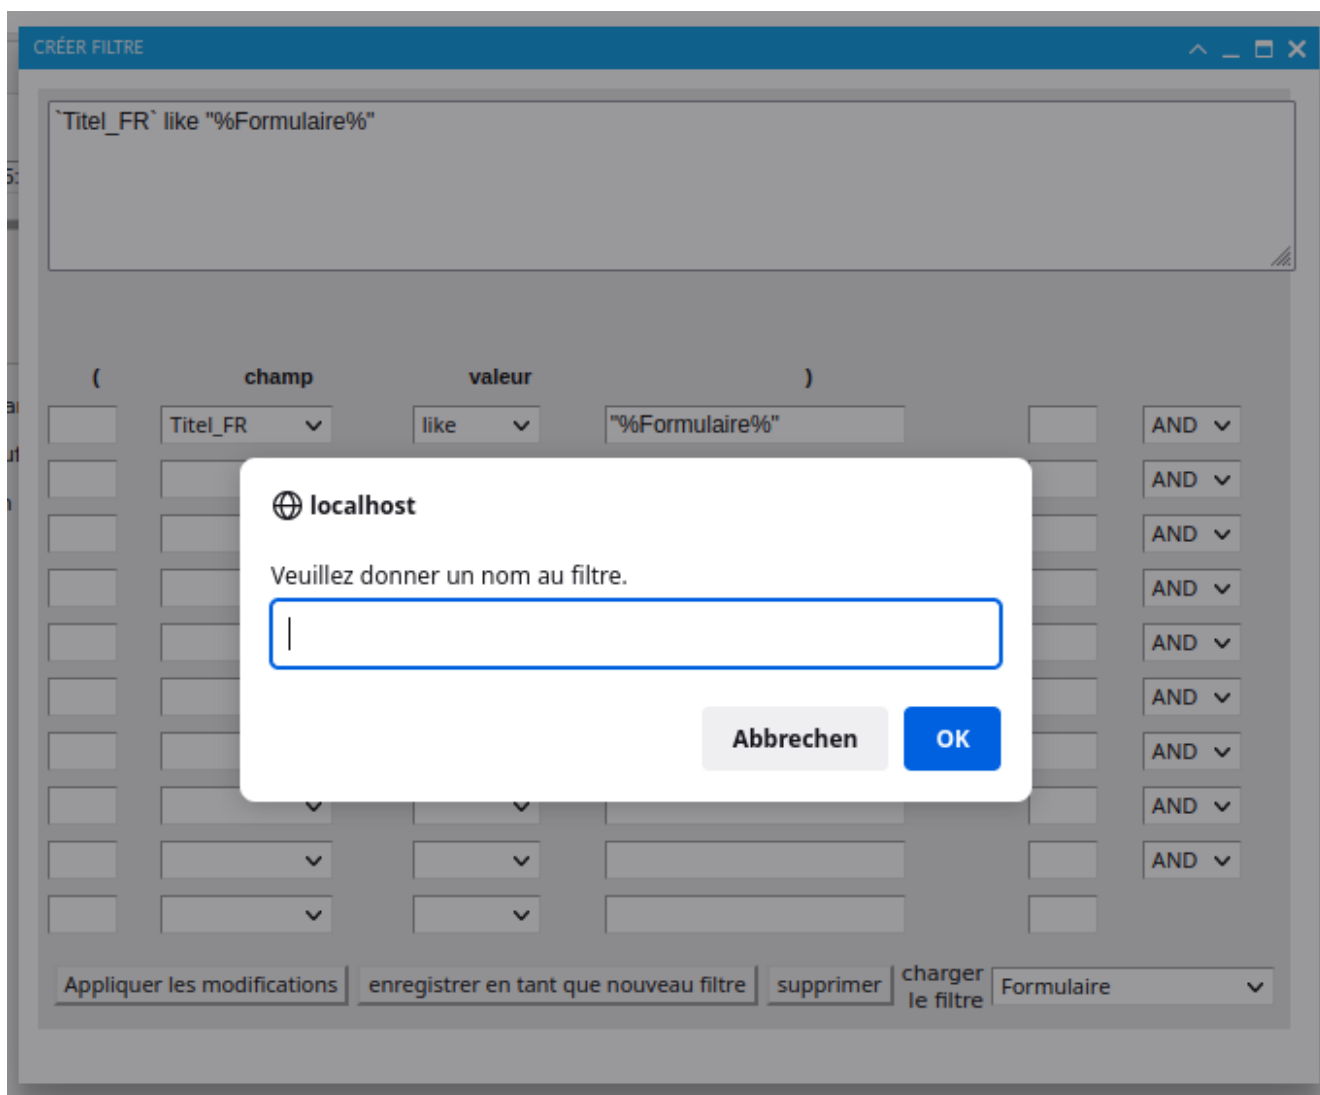 CRÉER FILTRE
`Titel_FR` like "%Formulaire%"
( champ valeur )
Titel_FR like "%Formulaire%" AND
AND
AND
AND
AND
AND
AND
AND
AND
localhost
Veuillez donner un nom au filtre.
Abbrechen OK
Appliquer les modifications enregistrer en tant que nouveau filtre supprimer charger le filtre Formulaire